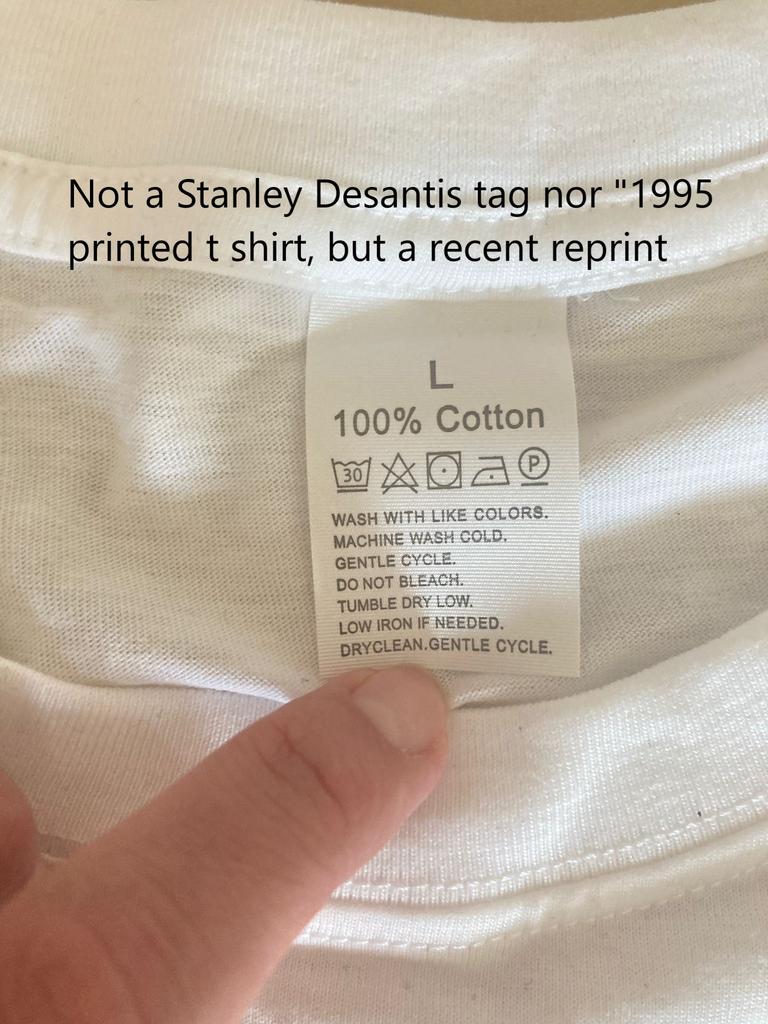 Not a Stanley Desantis tag nor "1995
printed t shirt, but a recent reprint
L
100% Cotton
30 P
WASH WITH LIKE COLORS.
MACHINE WASH COLD.
GENTLE CYCLE.
DO NOT BLEACH.
TUMBLE DRY LOW.
LOW IRON IF NEEDED.
DRYCLEAN.GENTLE CYCLE.